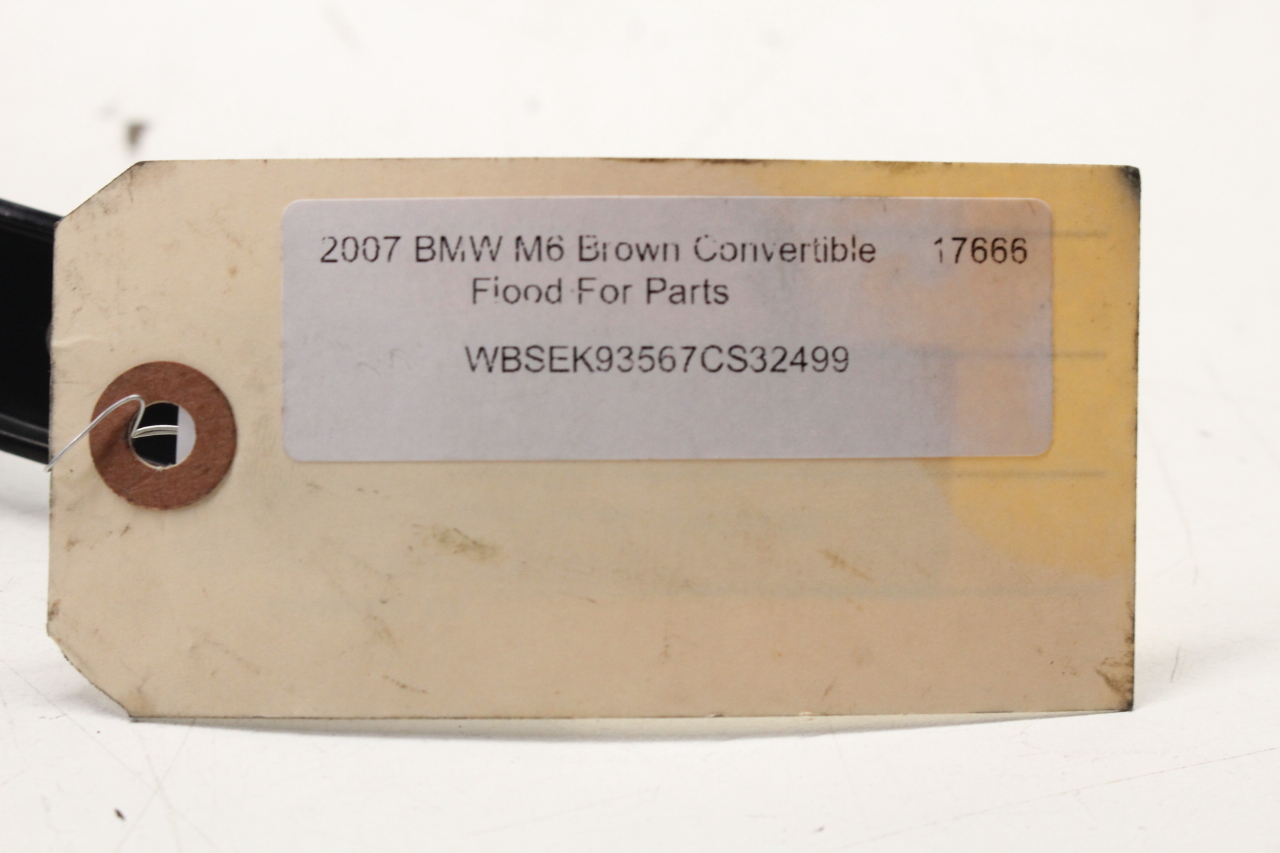 2007 BMW M6 Brown Convertible 17666
Flood For Parts
WBSEK93567CS32499